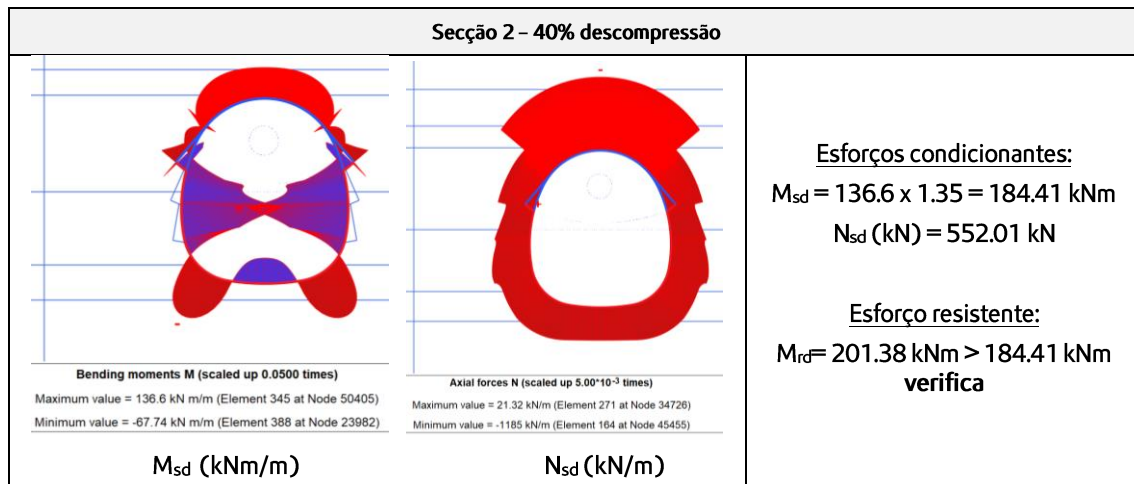 Secção 2 – 40% descompressão
Bending moments M (scaled up 0.0500 times)
Maximum value = 136.6 kN m/m (Element 345 at Node 50405)
Minimum value = -67.74 kN m/m (Element 388 at Node 23982)
Msd (kNm/m)
Axial forces N (scaled up 5.00*10-3 times)
Maximum value = 21.32 kN/m (Element 271 at Node 34726)
Minimum value = -1185 kN/m (Element 164 at Node 45455)
Nsd (kN/m)
Esforços condicionantes:
Msd = 136.6 x 1.35 = 184.41 kNm
Nsd (kN) = 552.01 kN
Esforço resistente:
Mrd= 201.38 kNm > 184.41 kNm
verifica